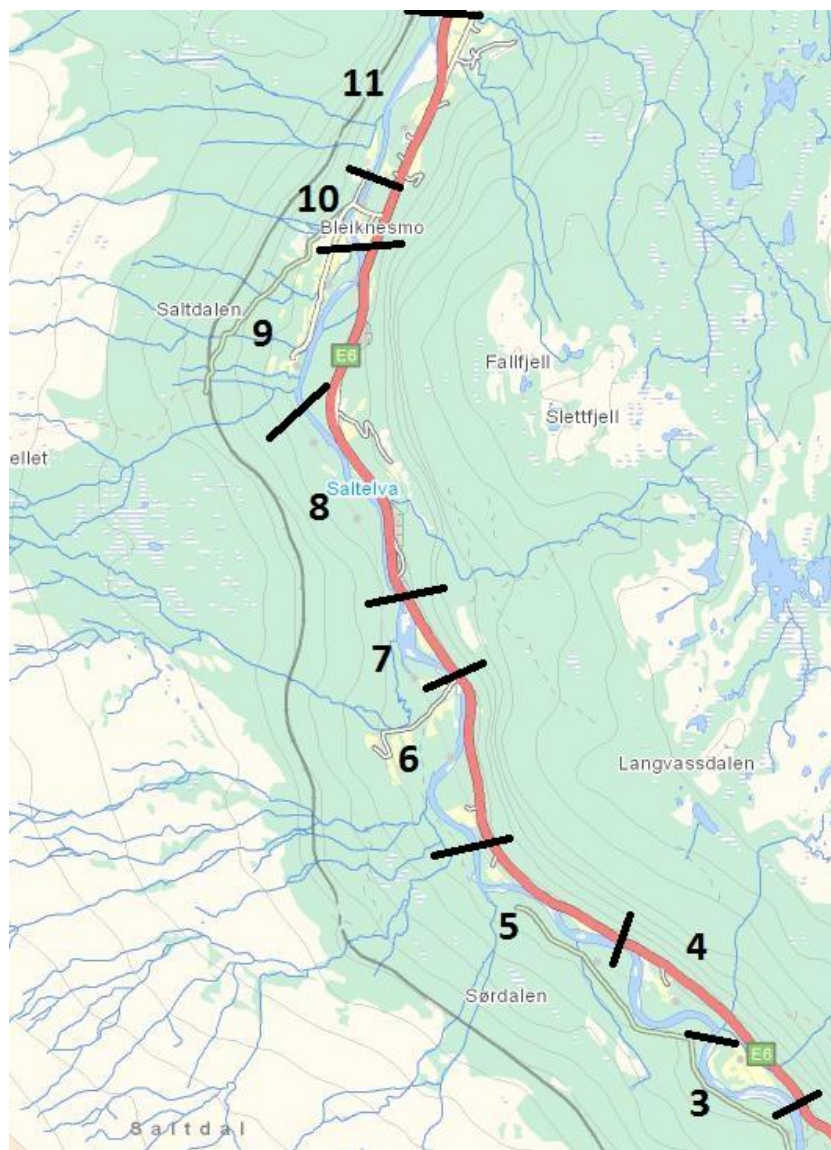 11
10
Bleiknesmo
Saltdalen
9
E6
Fallfjell
Slettfjell
ellet
Saltelva
8
7
6
Langvassdalen
5
4
Sørdalen
E6
3
Saltdal